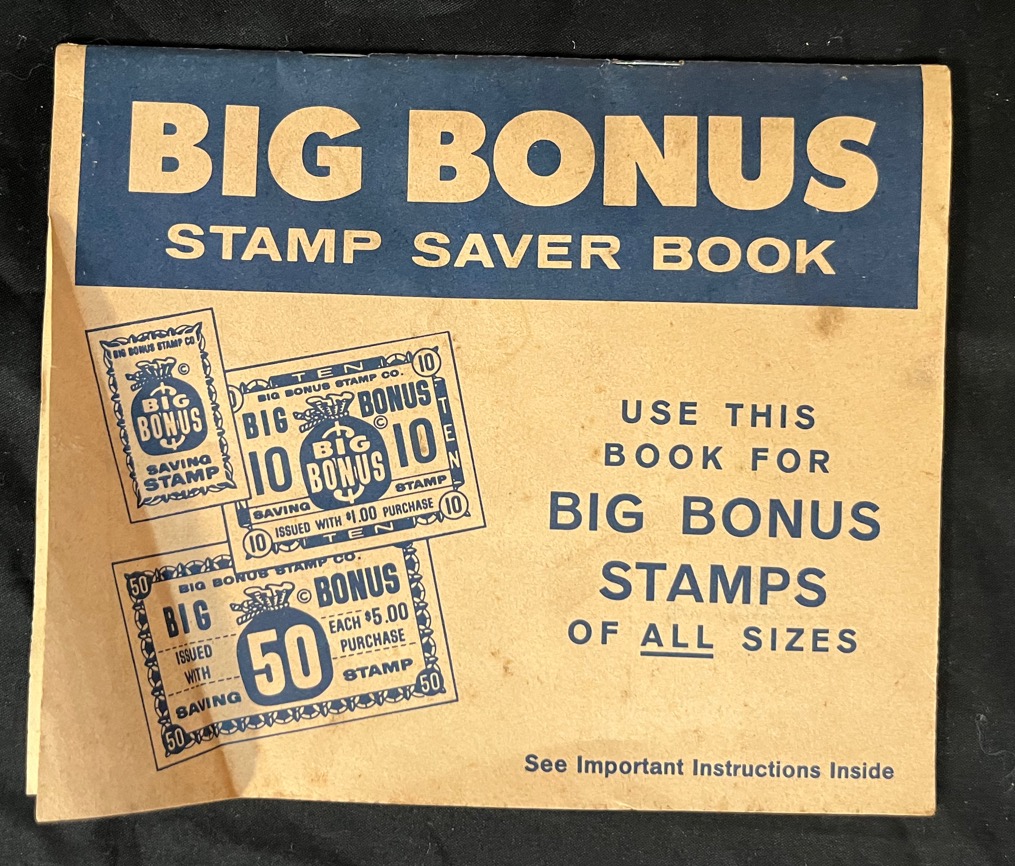 BIG BONUS
STAMP SAVER BOOK
BIG BONUS STAMP CO
©
BIG
BONUS
SAVING
STAMP
10
TEN
BIG BONUS STAMP CO.
BIG BONUS
©
10 BIG BONUS 10
TEN
SAVING STAMP
ISSUED WITH $1.00 PURCHASE
10 TEN 10
50
BIG BONUS STAMP CO.
BIG © BONUS
ISSUED WITH
50
EACH $5.00
PURCHASE
SAVING STAMP
50 50
USE THIS
BOOK FOR
BIG BONUS
STAMPS
OF ALL SIZES
See Important Instructions Inside